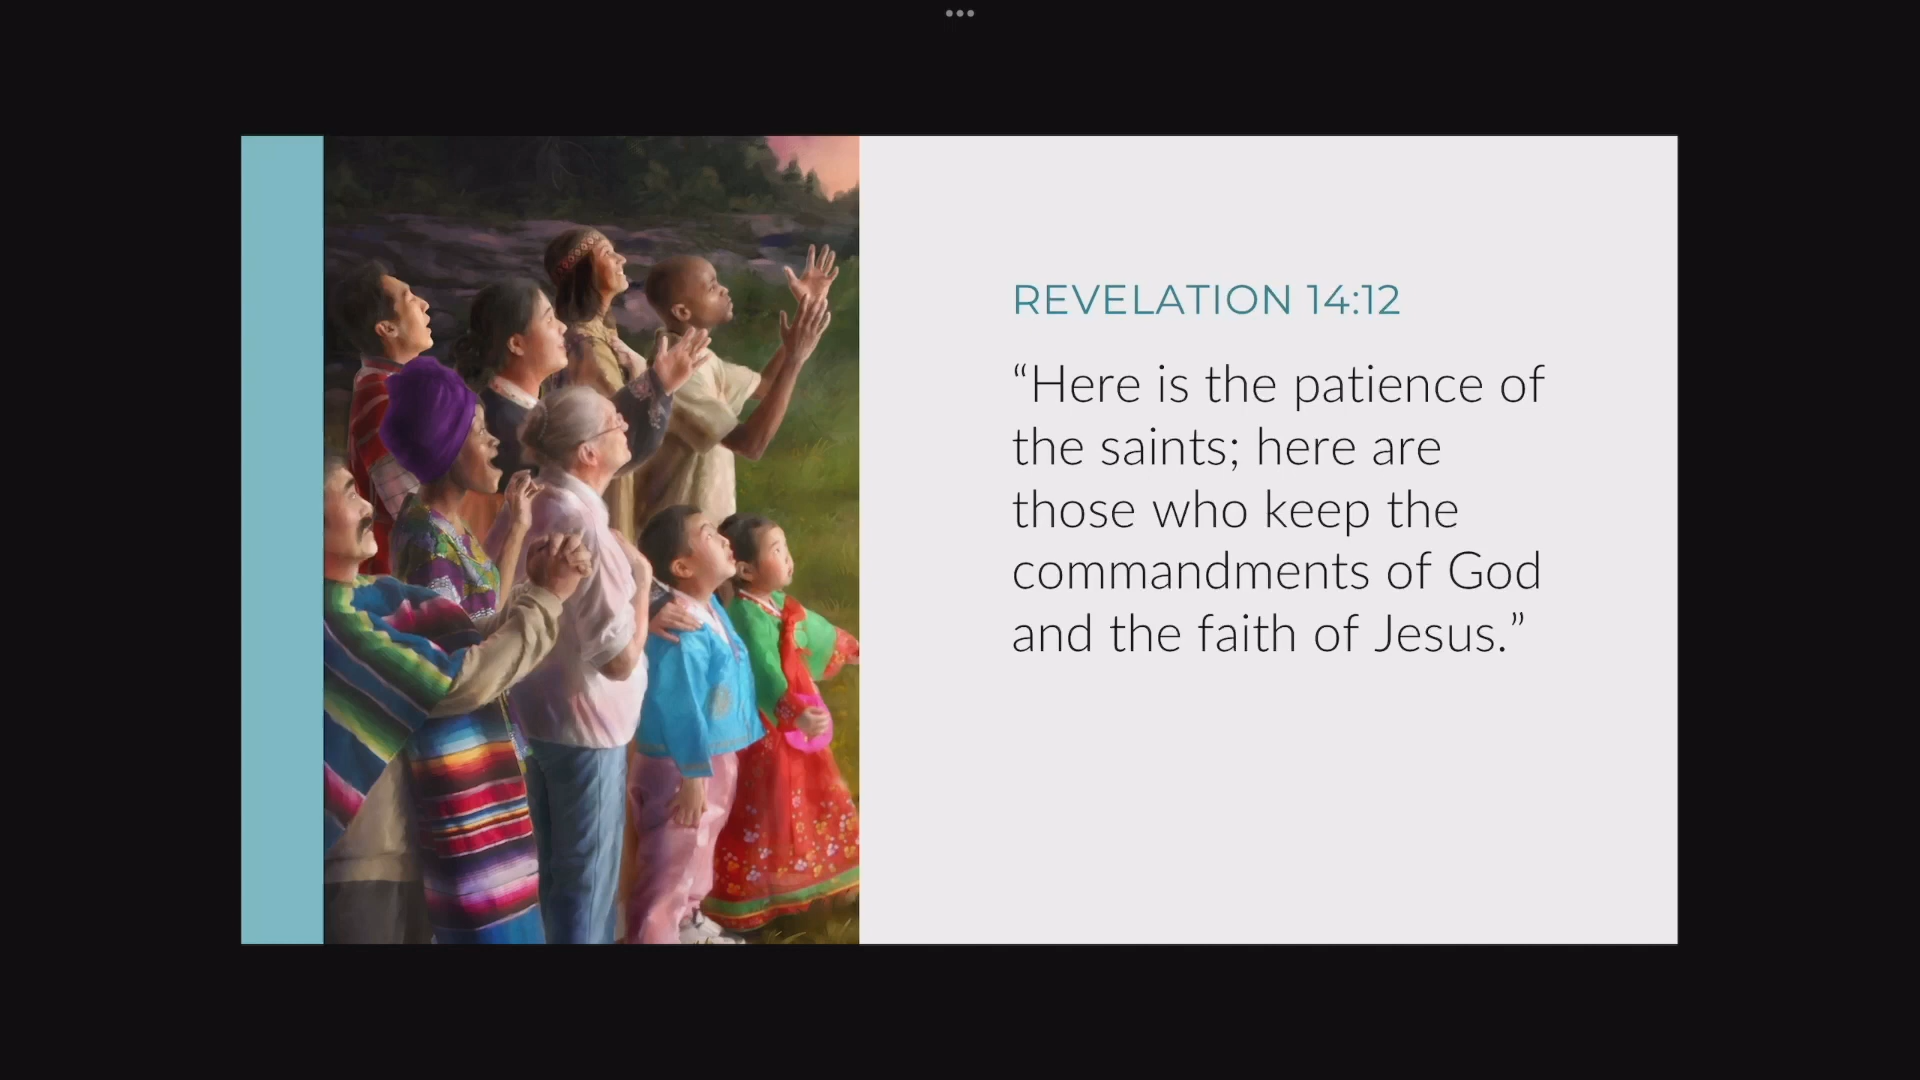 REVELATION 14:12
“Here is the patience of
the saints; here are
those who keep the
commandments of God
and the faith of Jesus.”